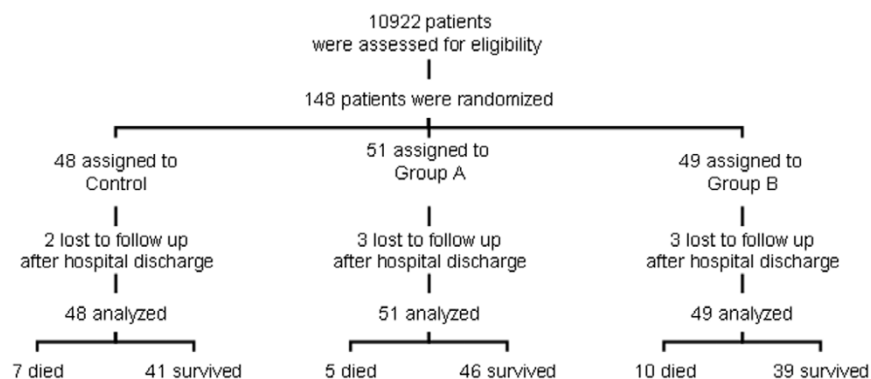 10922 patients
were assessed for eligibility
148 patients were randomized
48 assigned to
Control
51 assigned to
Group A
49 assigned to
Group B
2 lost to follow up
after hospital discharge
3 lost to follow up
after hospital discharge
3 lost to follow up
after hospital discharge
48 analyzed
51 analyzed
49 analyzed
7 died
41 survived
5 died
46 survived
10 died
39 survived